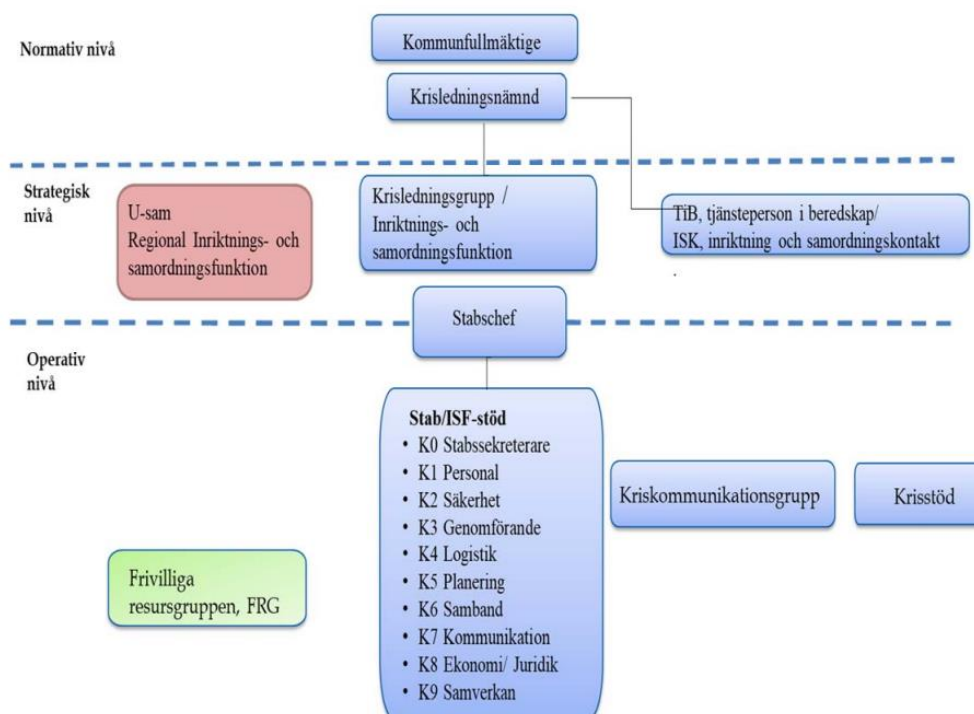 Normativ nivå
Kommunfullmäktige
Krisledningsnämnd
Strategisk
nivå
U-sam
Regional Inriktnings- och
samordningsfunktion
Krisledningsgrupp /
Inriktnings- och
samordningsfunktion
TiB, tjänsteperson i beredskap/
ISK, inriktning och samordningskontakt
.
Stabschef
Operativ
nivå
Stab/ISF-stöd
• K0 Stabssekreterare
• K1 Personal
• K2 Säkerhet
• K3 Genomförande
• K4 Logistik
• K5 Planering
• K6 Samband
• K7 Kommunikation
• K8 Ekonomi/ Juridik
• K9 Samverkan
Kriskommunikationsgrupp
Krisstöd
Frivilliga
resursgruppen, FRG